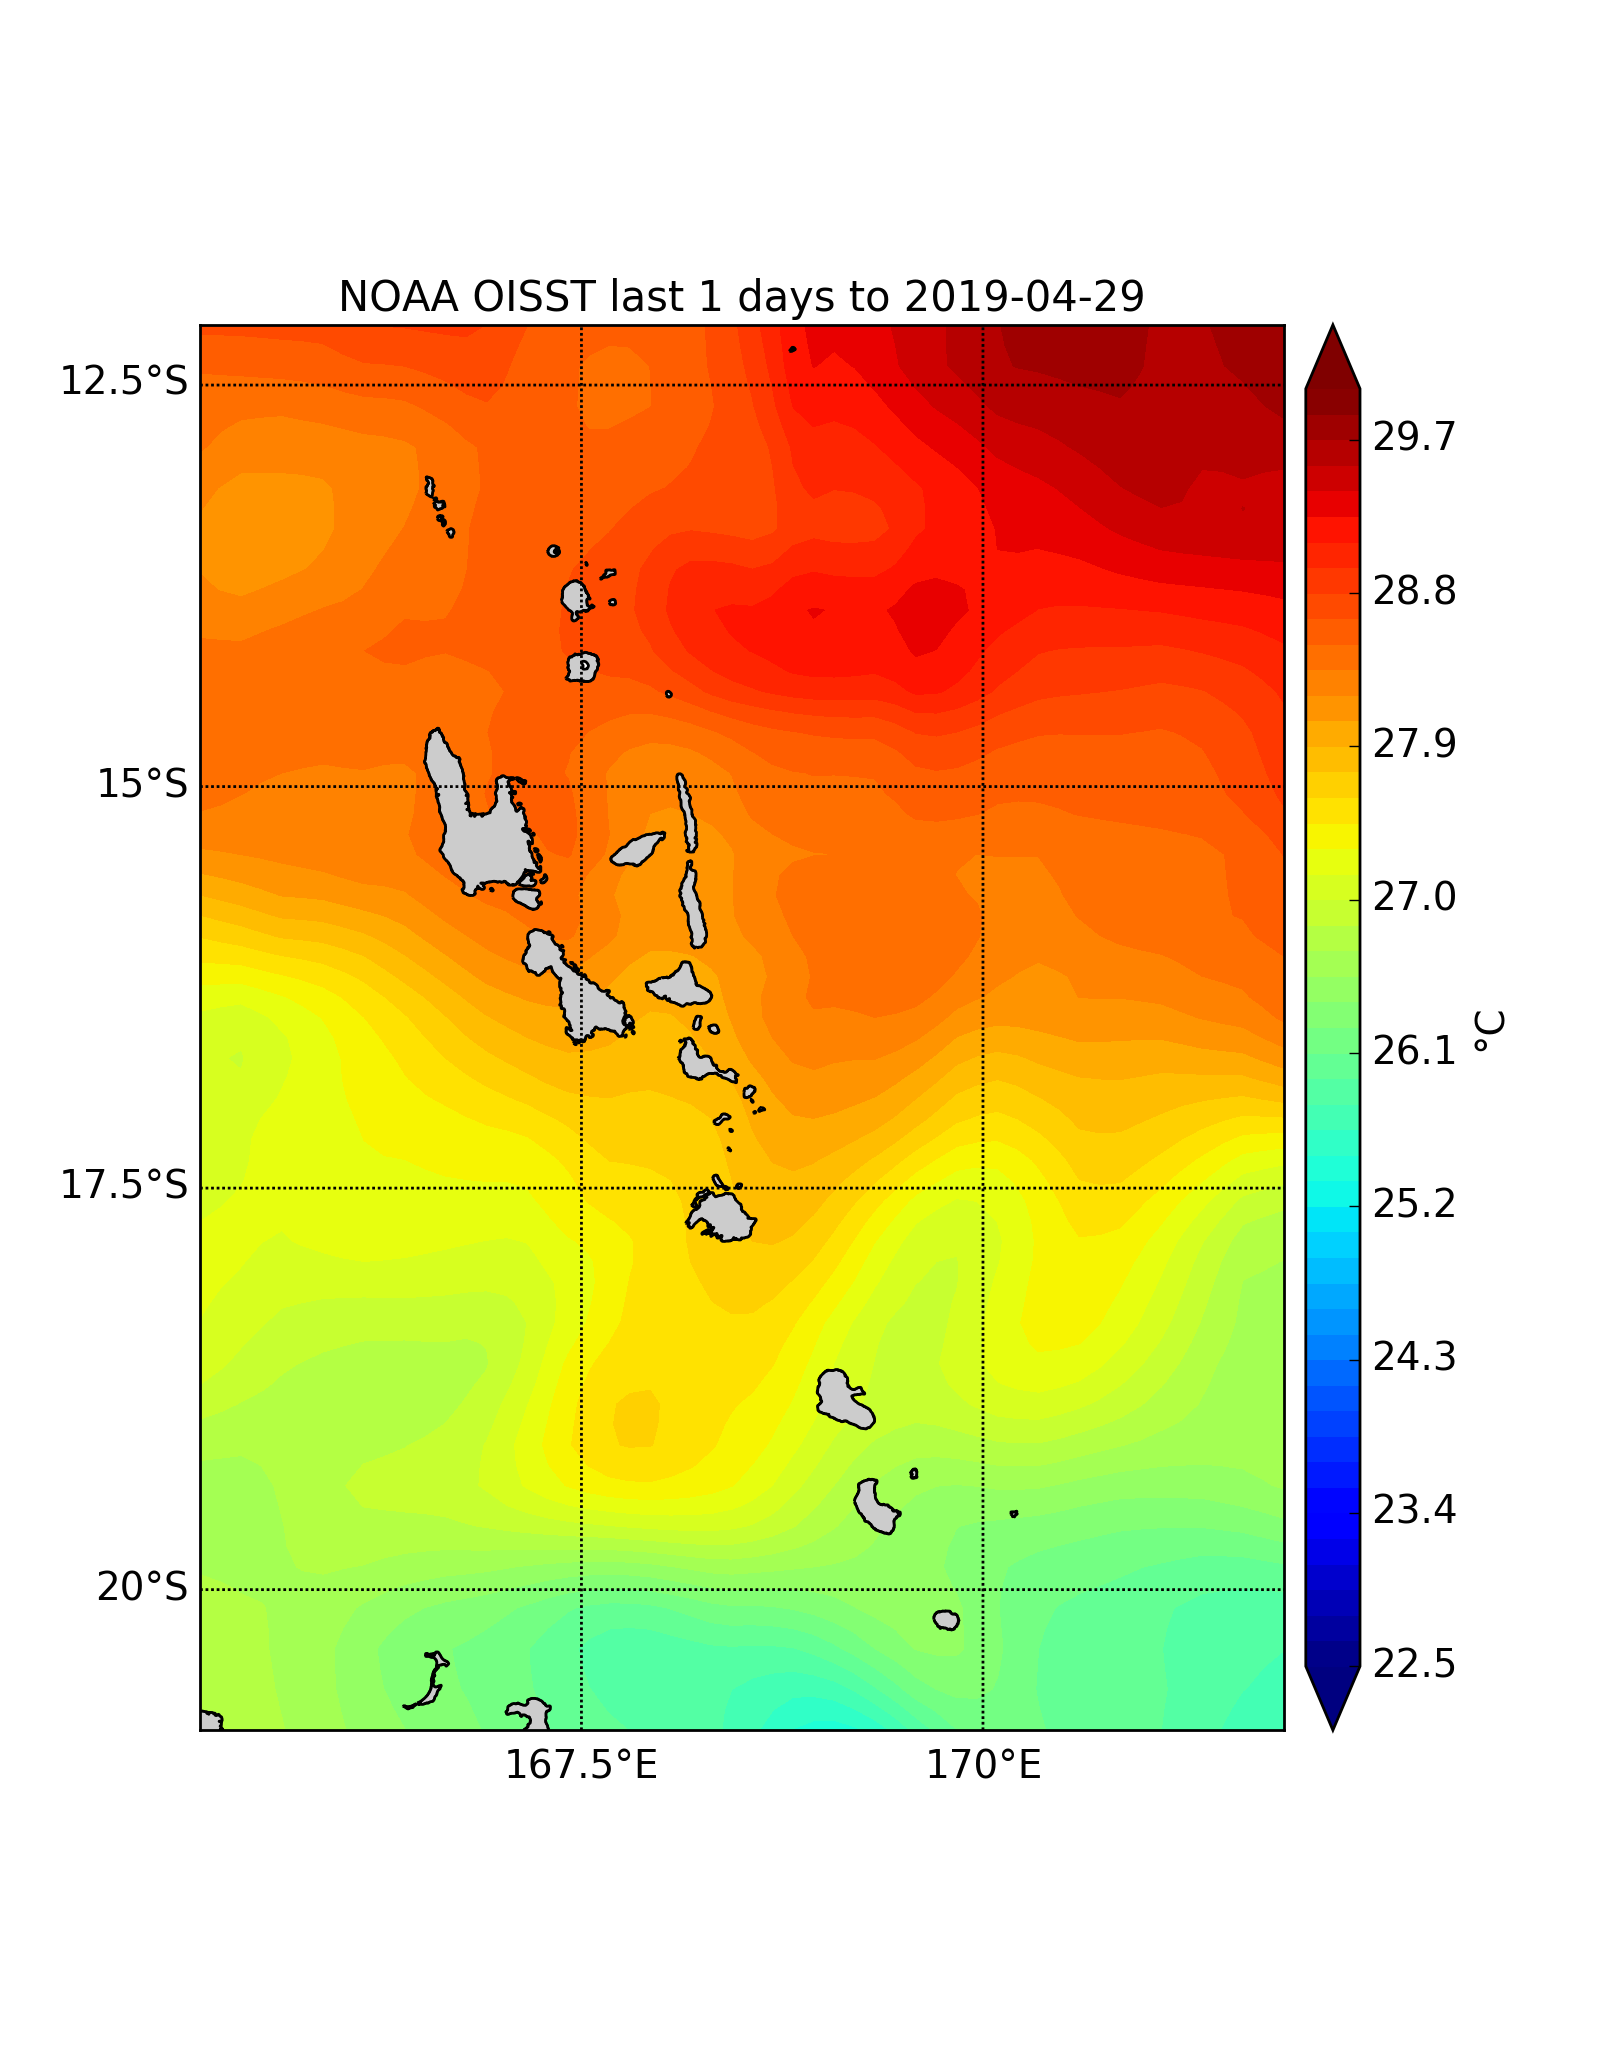 NOAA OISST last 1 days to 2019-04-29
12.5°S
15°S
17.5°S
20°S
167.5°E
170°E
29.7
28.8
27.9
27.0
26.1
25.2
24.3
23.4
22.5
°C